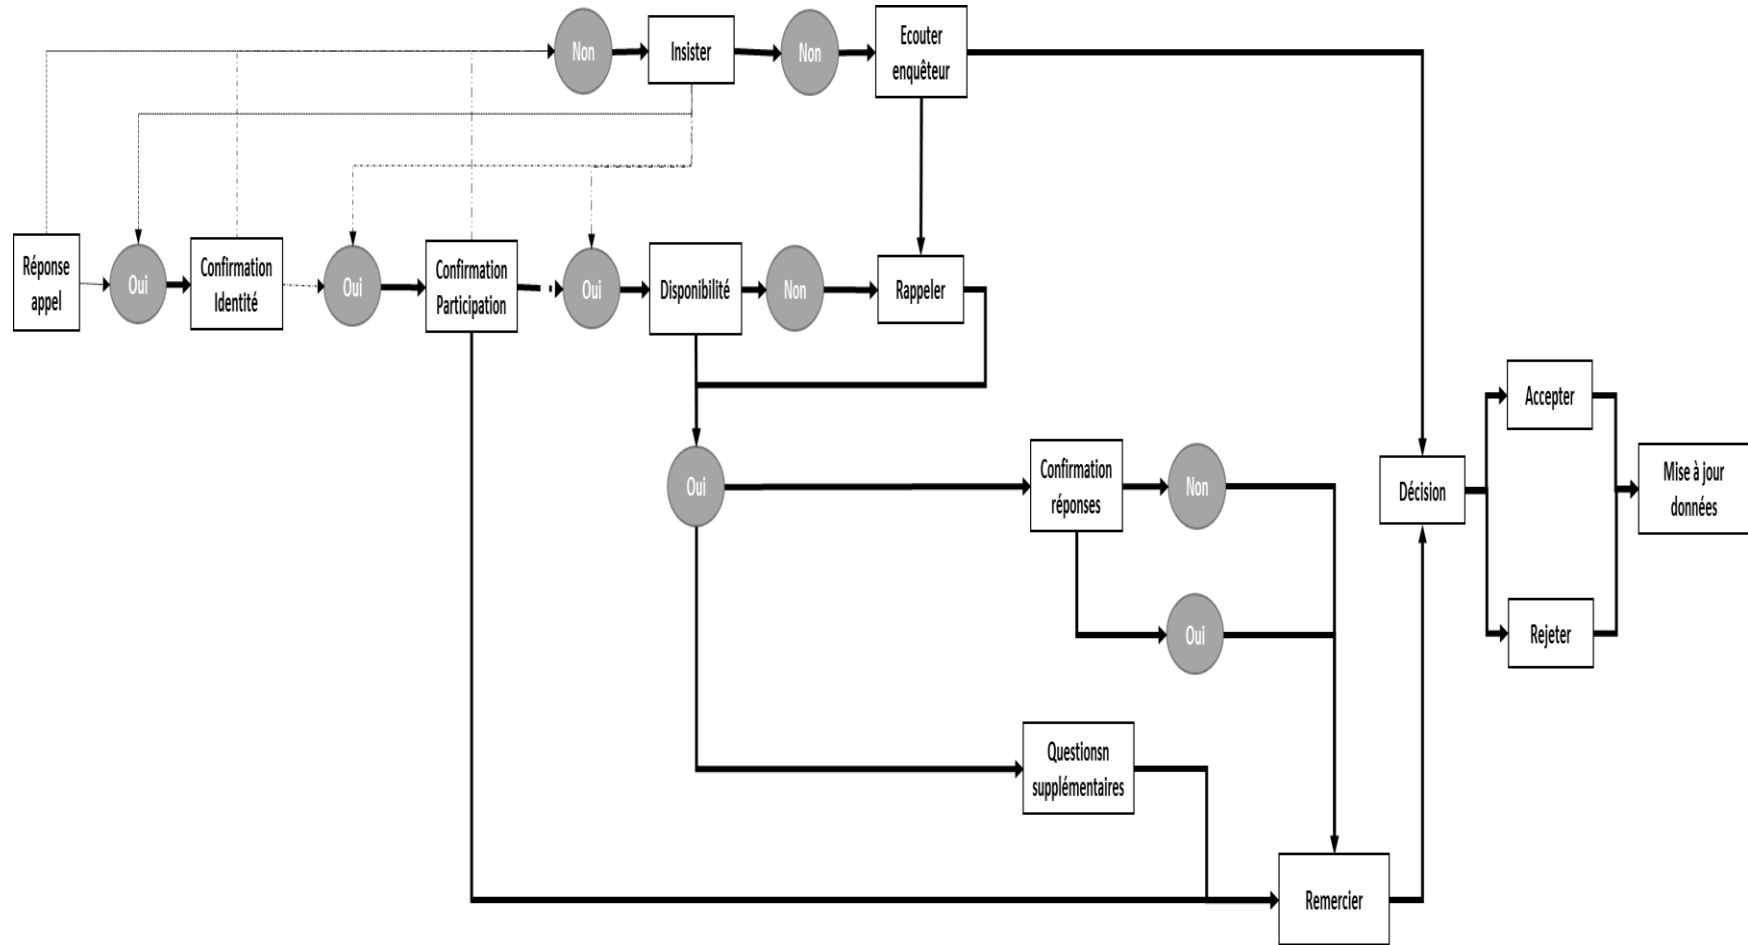 Non
Insister
Non
Ecouter
enquêteur
Réponse
appel
Oui
Confirmation
Identité
Oui
Confirmation
Participation
Oui
Disponibilité
Non
Rappeler
Accepter
Oui
Confirmation
réponses
Non
Décision
Mise à jour
données
Oui
Rejeter
Questionsn
supplémentaires
Remercier